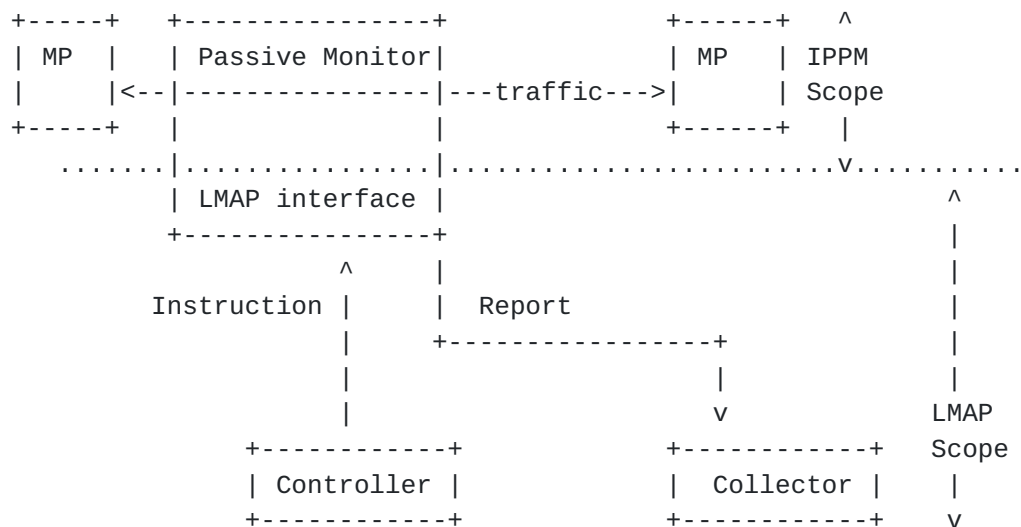 +-----+   +----------------+             +------+   ^
| MP  |   | Passive Monitor|             | MP   | IPPM
|     |<--|----------------|---traffic--->|      | Scope
+-----+   |                |             +------+   |
   .......|................|.......................v...........
          | LMAP interface |                              ^
          +----------------+                              |
                    ^      |                              |
         Instruction |     |  Report                      |
                    |      +-----------------+            |
                    |                        |            |
                    |                        v           LMAP
              +------------+            +------------+   Scope
              | Controller |            |  Collector |    |
              +------------+            +------------+    v